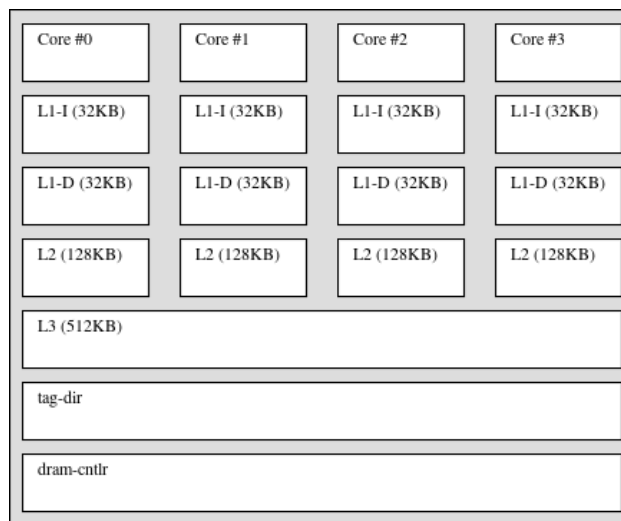 Core #0 Core #1 Core #2 Core #3
L1-I (32KB) L1-I (32KB) L1-I (32KB) L1-I (32KB)
L1-D (32KB) L1-D (32KB) L1-D (32KB) L1-D (32KB)
L2 (128KB) L2 (128KB) L2 (128KB) L2 (128KB)
L3 (512KB)
tag-dir
dram-cntlr